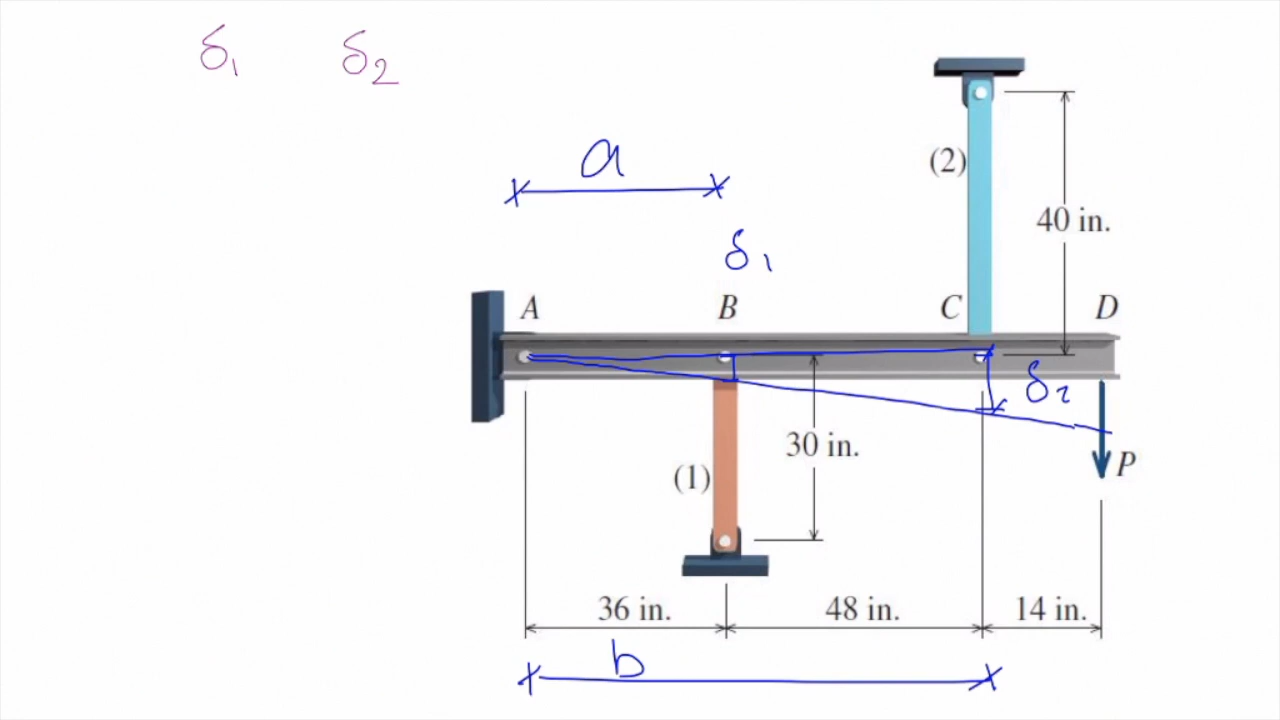 δ1 δ2
a
(2)
40 in.
δ1
A B C D
δ2
30 in.
(1)
P
36 in. 48 in. 14 in.
b